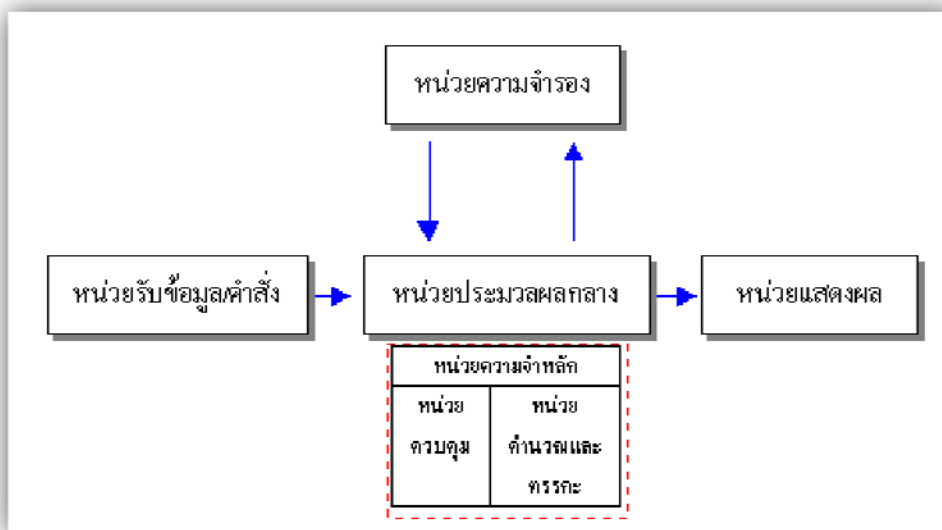 หน่วยความจำรอง
หน่วยรับข้อมูล/คำสั่ง
หน่วยประมวลผลกลาง
หน่วยแสดงผล
หน่วยความจำหลัก
หน่วย
ควบคุม
หน่วย
คำนวณและ
ตรรกะ